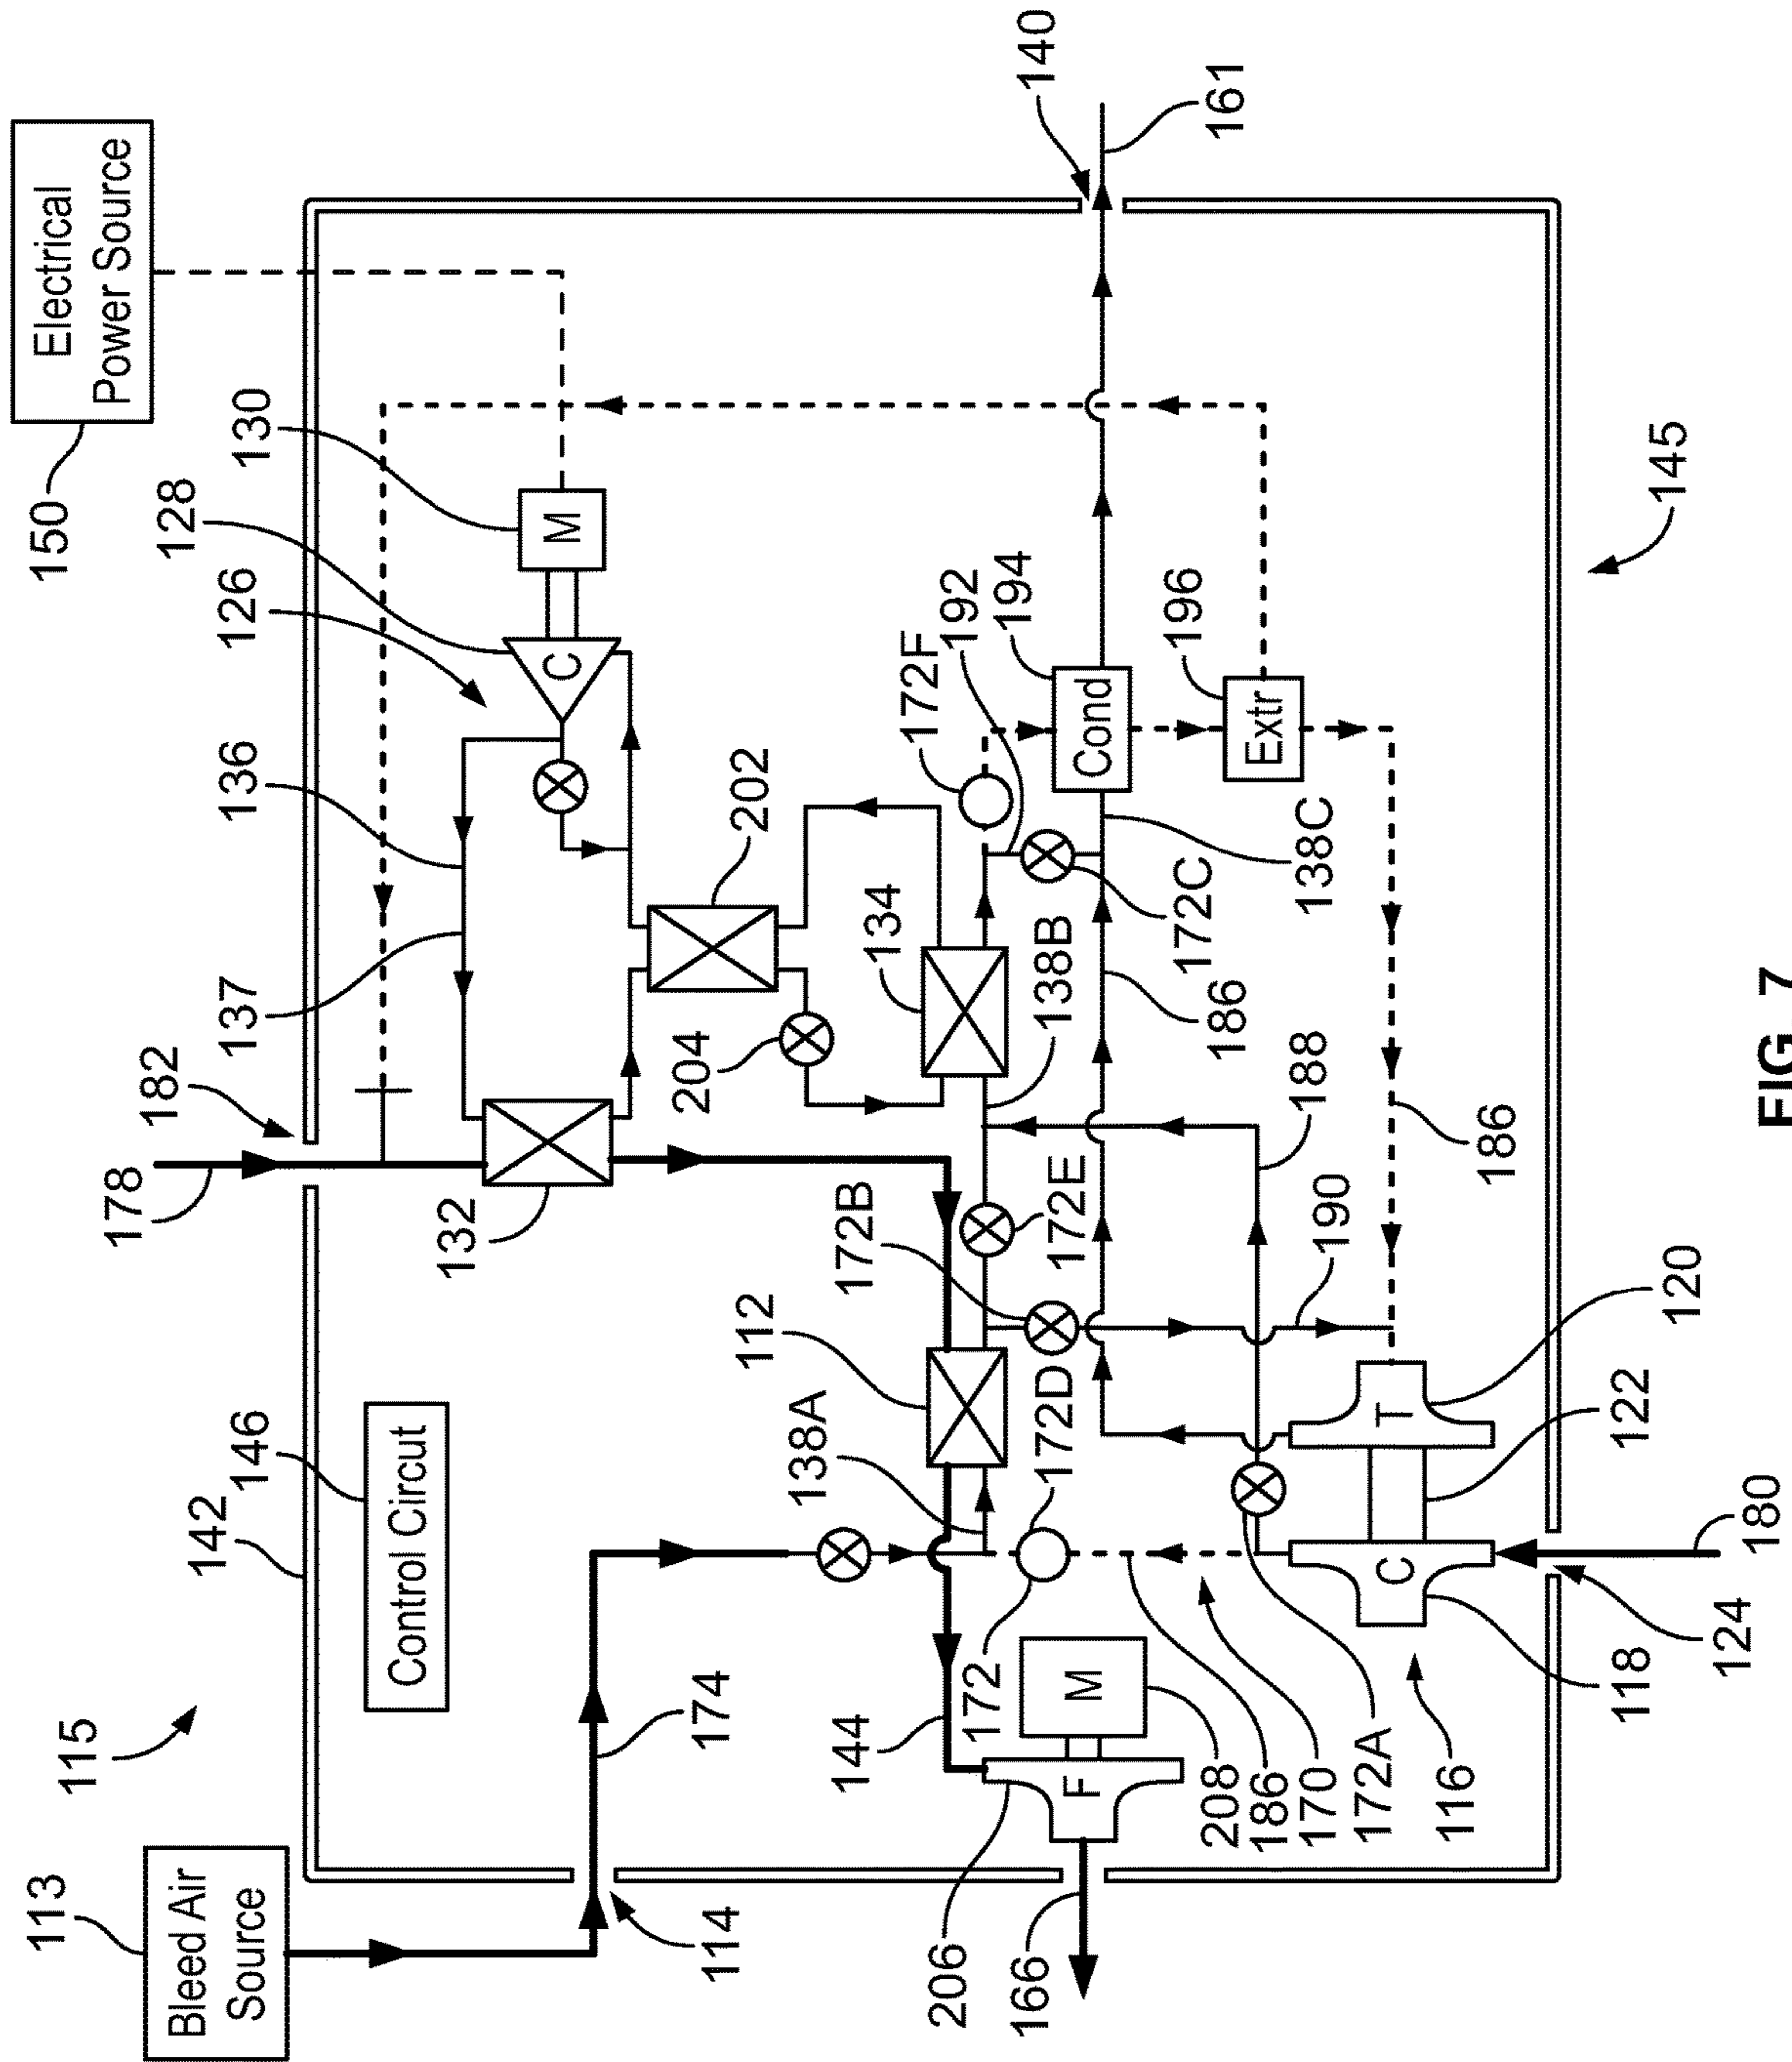 Electrical
Power Source
150
140
161
130
128
126
136
137
182
178
132
202
204
134
192
194
172F
196
138C
172C
138B
186
188
186
190
145
172E
172B
112
138A
172D
120
122
180
124
118
116
172A
170
186
208
172
144
174
206
166
114
115
142
146
Control Circut
113
Bleed Air
Source
M
C
Cond
Extr
T
C
M
F
FIG. 7